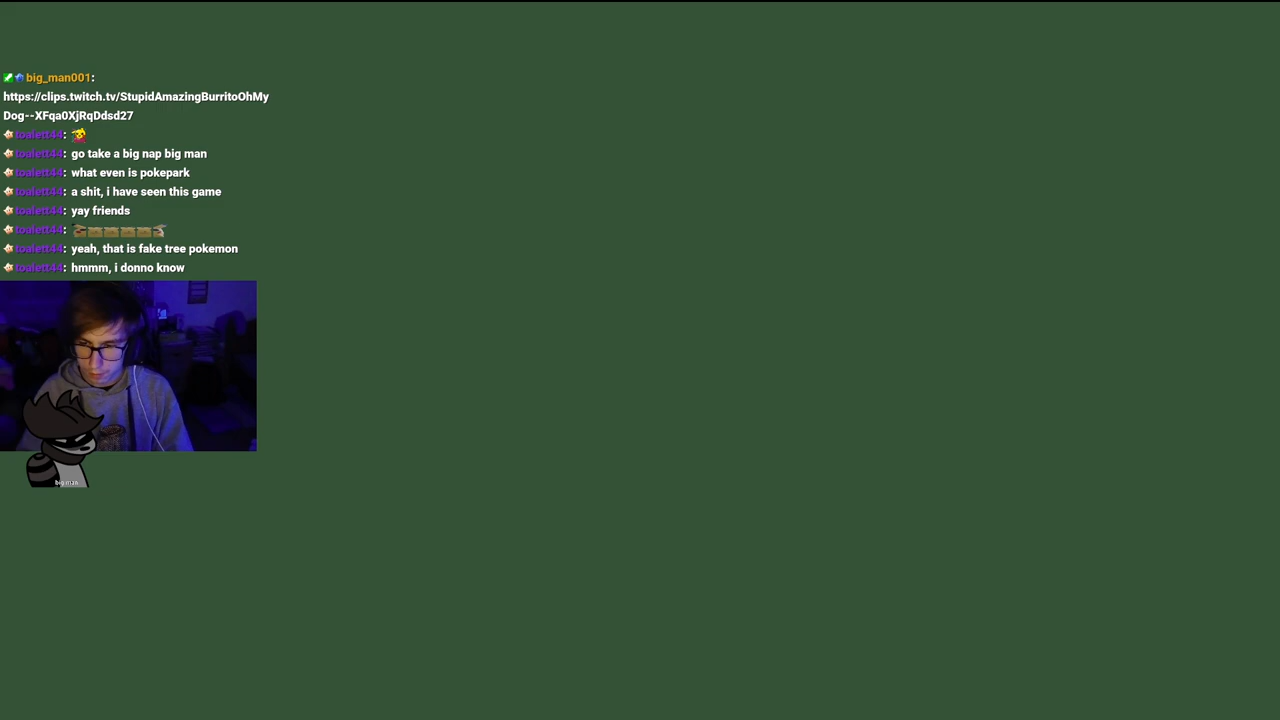 big_man001:
https://clips.twitch.tv/StupidAmazingBurritoOhMy
Dog--XFqa0XjRqDdsd27
toalett44:
toalett44: go take a big nap big man
toalett44: what even is pokepark
toalett44: a shit, i have seen this game
toalett44: yay friends
toalett44:
toalett44: yeah, that is fake tree pokemon
toalett44: hmmm, i donno know
big man